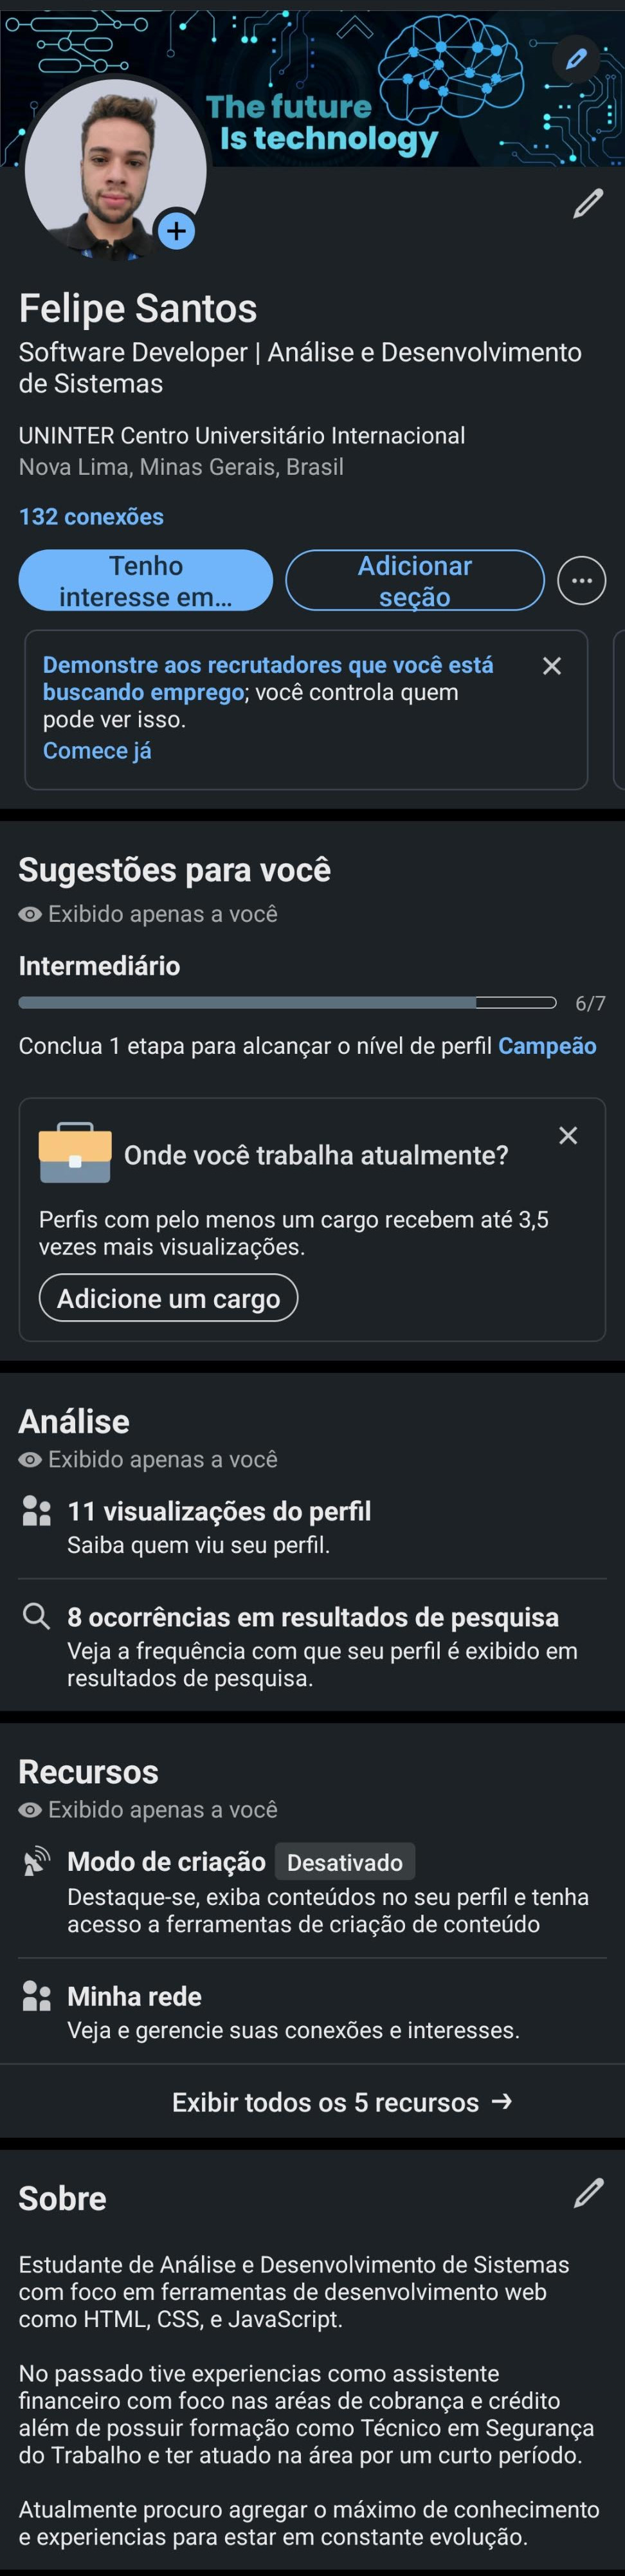 The future
Is technology
Felipe Santos
Software Developer | Análise e Desenvolvimento
de Sistemas
UNINTER Centro Universitário Internacional
Nova Lima, Minas Gerais, Brasil
132 conexões
Tenho
interesse em...
Adicionar
seção
Demonstre aos recrutadores que você está
buscando emprego; você controla quem
pode ver isso.
Comece já
Sugestões para você
Exibido apenas a você
Intermediário
6/7
Conclua 1 etapa para alcançar o nível de perfil Campeão
Onde você trabalha atualmente?
Perfis com pelo menos um cargo recebem até 3,5
vezes mais visualizações.
Adicione um cargo
Análise
Exibido apenas a você
11 visualizações do perfil
Saiba quem viu seu perfil.
8 ocorrências em resultados de pesquisa
Veja a frequência com que seu perfil é exibido em
resultados de pesquisa.
Recursos
Exibido apenas a você
Modo de criação Desativado
Destaque-se, exiba conteúdos no seu perfil e tenha
acesso a ferramentas de criação de conteúdo
Minha rede
Veja e gerencie suas conexões e interesses.
Exibir todos os 5 recursos →
Sobre
Estudante de Análise e Desenvolvimento de Sistemas
com foco em ferramentas de desenvolvimento web
como HTML, CSS, e JavaScript.
No passado tive experiencias como assistente
financeiro com foco nas aréas de cobrança e crédito
além de possuir formação como Técnico em Segurança
do Trabalho e ter atuado na área por um curto período.
Atualmente procuro agregar o máximo de conhecimento
e experiencias para estar em constante evolução.